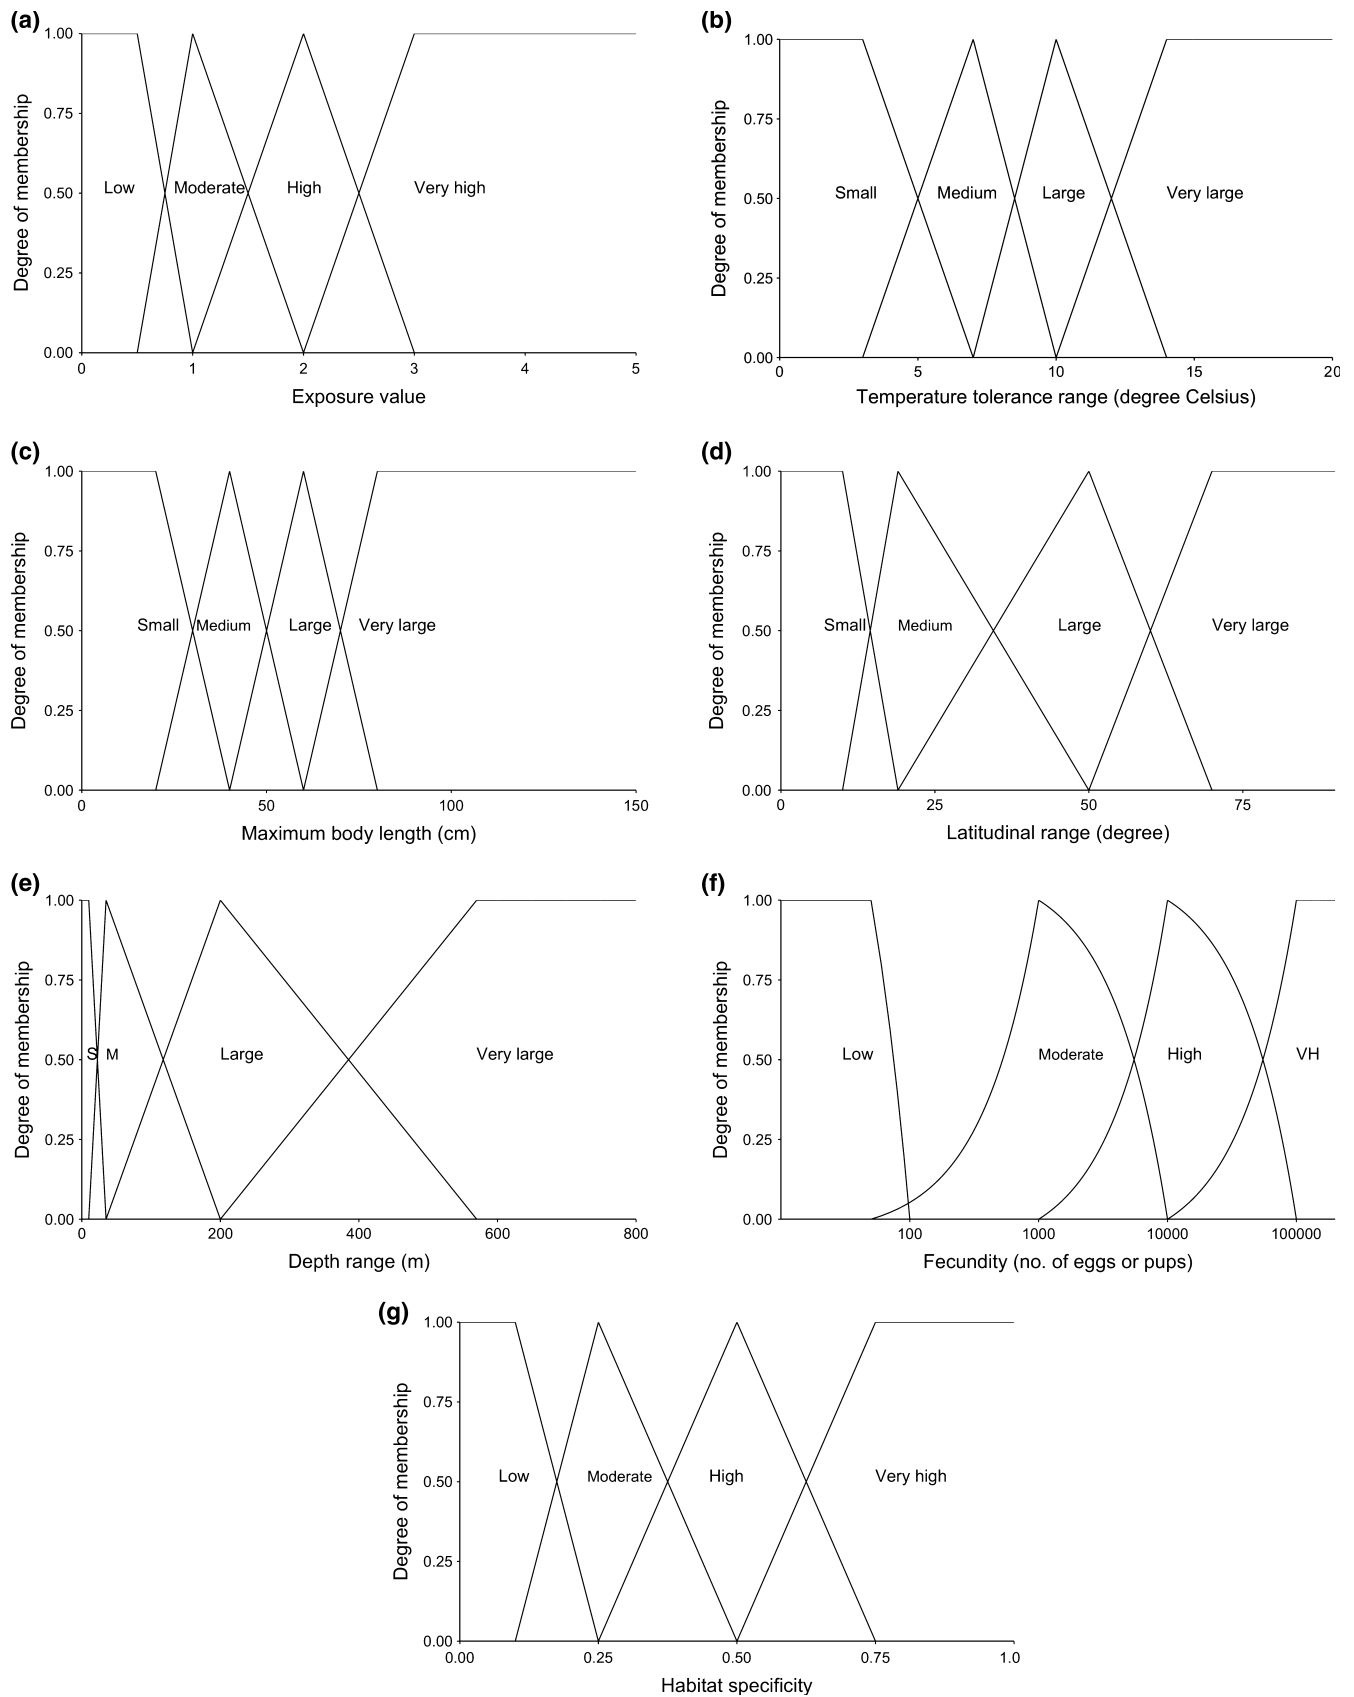 (a)
1.00
0.75
0.50
0.25
0.00
Degree of membership
Low Moderate High Very high
0 1 2 3 4 5
Exposure value
(b)
1.00
0.75
0.50
0.25
0.00
Degree of membership
Small Medium Large Very large
0 5 10 15 20
Temperature tolerance range (degree Celsius)
(c)
1.00
0.75
0.50
0.25
0.00
Degree of membership
Small Medium Large Very large
0 50 100 150
Maximum body length (cm)
(d)
1.00
0.75
0.50
0.25
0.00
Degree of membership
Small Medium Large Very large
0 25 50 75
Latitudinal range (degree)
(e)
1.00
0.75
0.50
0.25
0.00
Degree of membership
S M Large Very large
0 200 400 600 800
Depth range (m)
(f)
1.00
0.75
0.50
0.25
0.00
Degree of membership
Low Moderate High VH
100 1000 10000 100000
Fecundity (no. of eggs or pups)
(g)
1.00
0.75
0.50
0.25
0.00
Degree of membership
Low Moderate High Very high
0.00 0.25 0.50 0.75 1.0
Habitat specificity